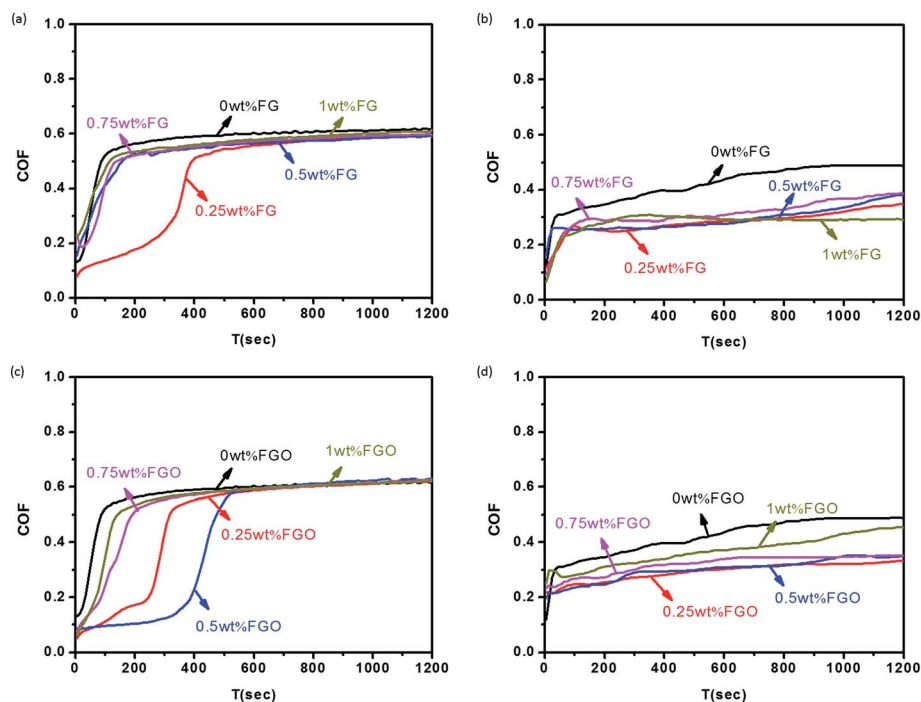 (a)
1.0
0.8
0.6
0.4
0.2
0.0
COF
0wt%FG
1wt%FG
0.75wt%FG
0.5wt%FG
0.25wt%FG
0 200 400 600 800 1000 1200
T(sec)
(b)
1.0
0.8
0.6
0.4
0.2
0.0
COF
0wt%FG
0.75wt%FG
0.5wt%FG
0.25wt%FG
1wt%FG
0 200 400 600 800 1000 1200
T(sec)
(c)
1.0
0.8
0.6
0.4
0.2
0.0
COF
0.75wt%FGO
0wt%FGO
1wt%FGO
0.25wt%FGO
0.5wt%FGO
0 200 400 600 800 1000 1200
T(sec)
(d)
1.0
0.8
0.6
0.4
0.2
0.0
COF
0wt%FGO
1wt%FGO
0.75wt%FGO
0.25wt%FGO
0.5wt%FGO
0 200 400 600 800 1000 1200
T(sec)